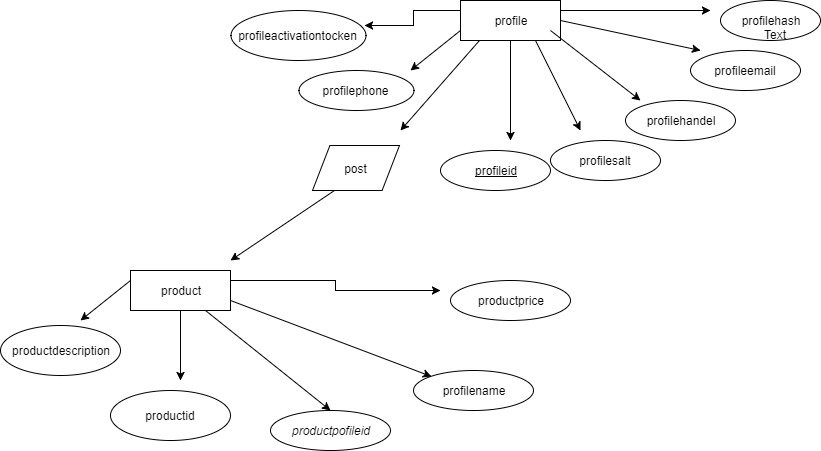 profile
profilehash
Text
profileactivationtocken
profileemail
profilephone
profilehandel
post
profileid
profilesalt
product
productprice
productdescription
profilename
productid
productpofileid